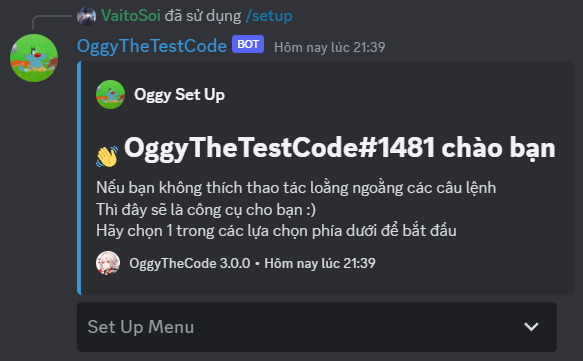 VaitoSoi đã sử dụng /setup
OggyTheTestCode BOT Hôm nay lúc 21:39
Oggy Set Up
👋 OggyTheTestCode#1481 chào bạn
Nếu bạn không thích thao tác loằng ngoằng các câu lệnh
Thì đây sẽ là công cụ cho bạn :)
Hãy chọn 1 trong các lựa chọn phía dưới để bắt đầu
OggyTheCode 3.0.0 • Hôm nay lúc 21:39
Set Up Menu